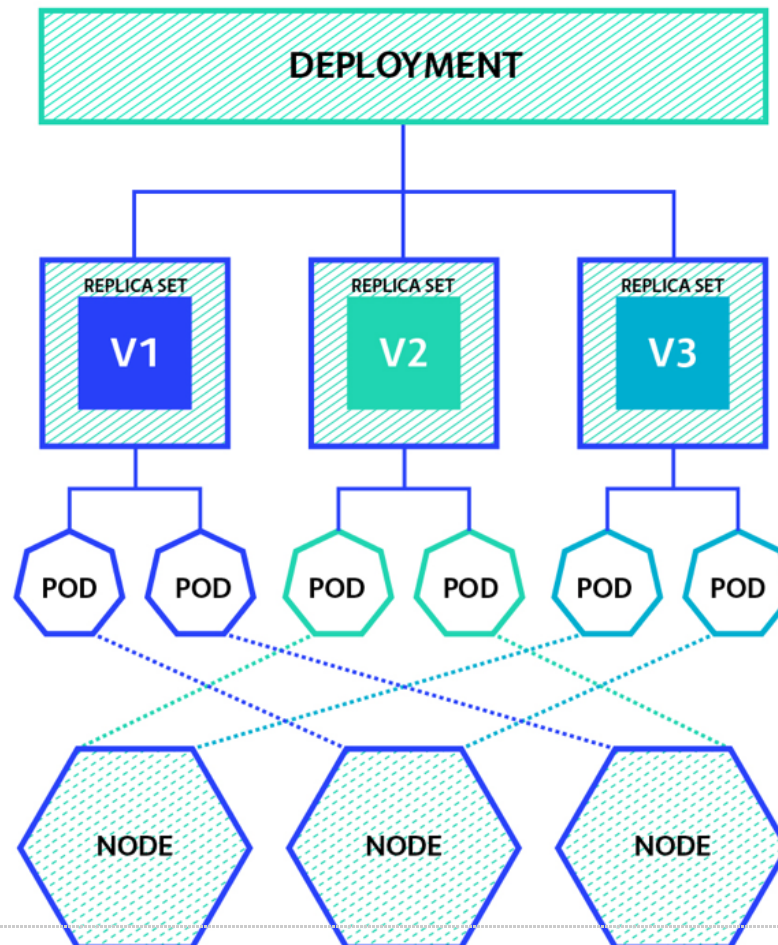 DEPLOYMENT
REPLICA SET
V1
REPLICA SET
V2
REPLICA SET
V3
POD
POD
POD
POD
POD
POD
NODE
NODE
NODE